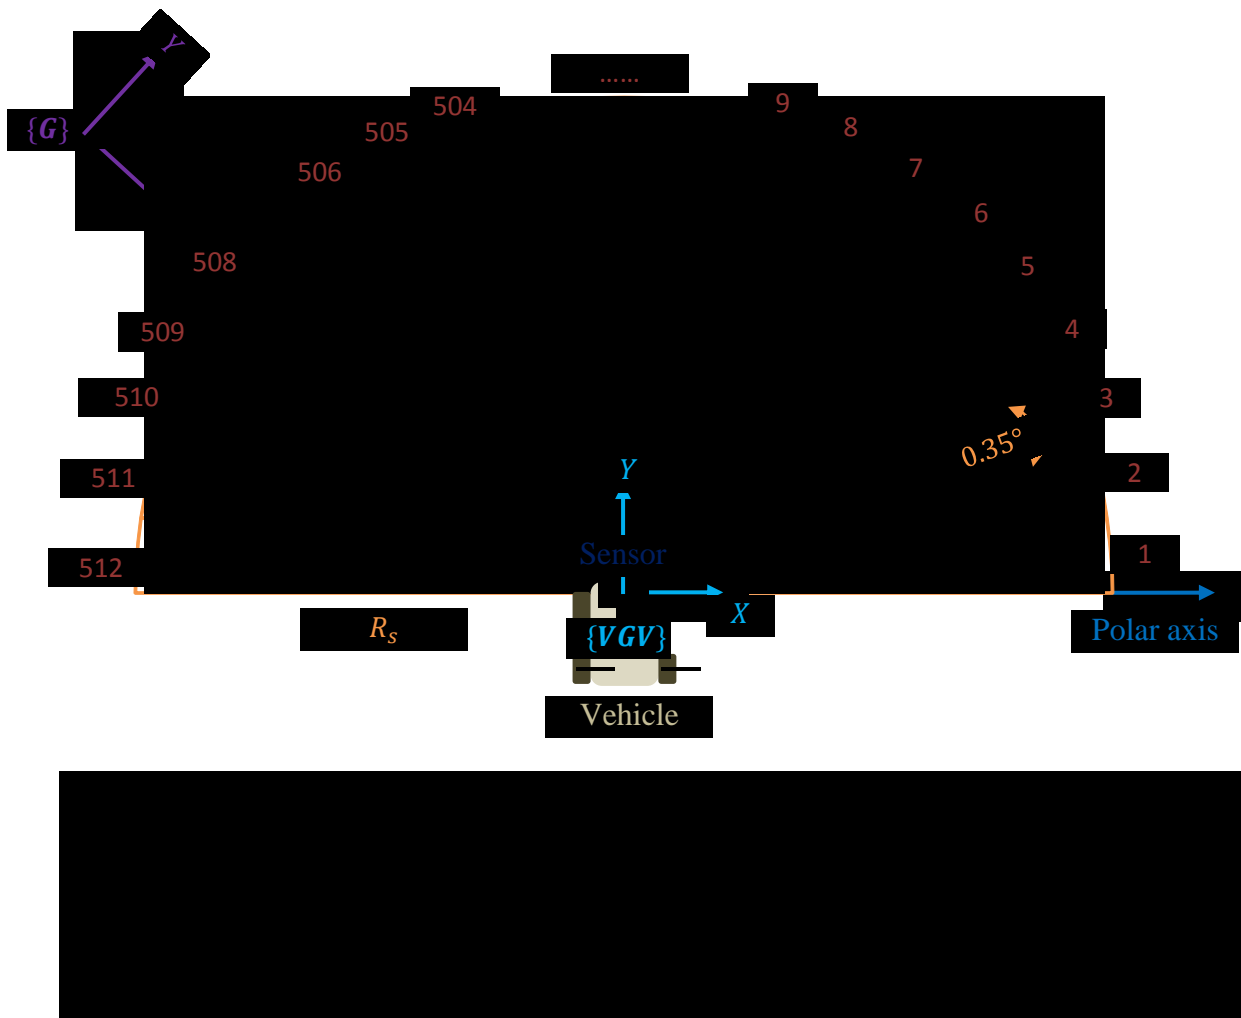 Y
{G}
......
504
9
505
8
506
7
6
508
5
509
4
510
3
0.35°
Y
511
2
Sensor
512
1
X
R_s
{VGV}
Polar axis
Vehicle